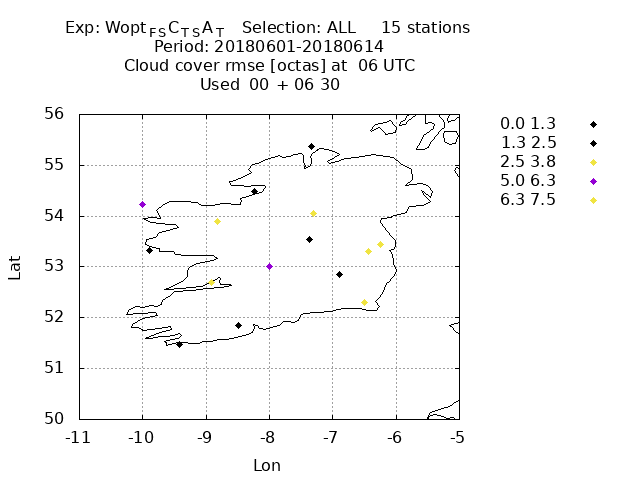 Exp: Wopt FS C TS A T Selection: ALL 15 stations
Period: 20180601-20180614
Cloud cover rmse [octas] at 06 UTC
Used 00 + 06 30
0.0 1.3
1.3 2.5
2.5 3.8
5.0 6.3
6.3 7.5
56
55
54
53
52
51
50
Lat
-11 -10 -9 -8 -7 -6 -5
Lon